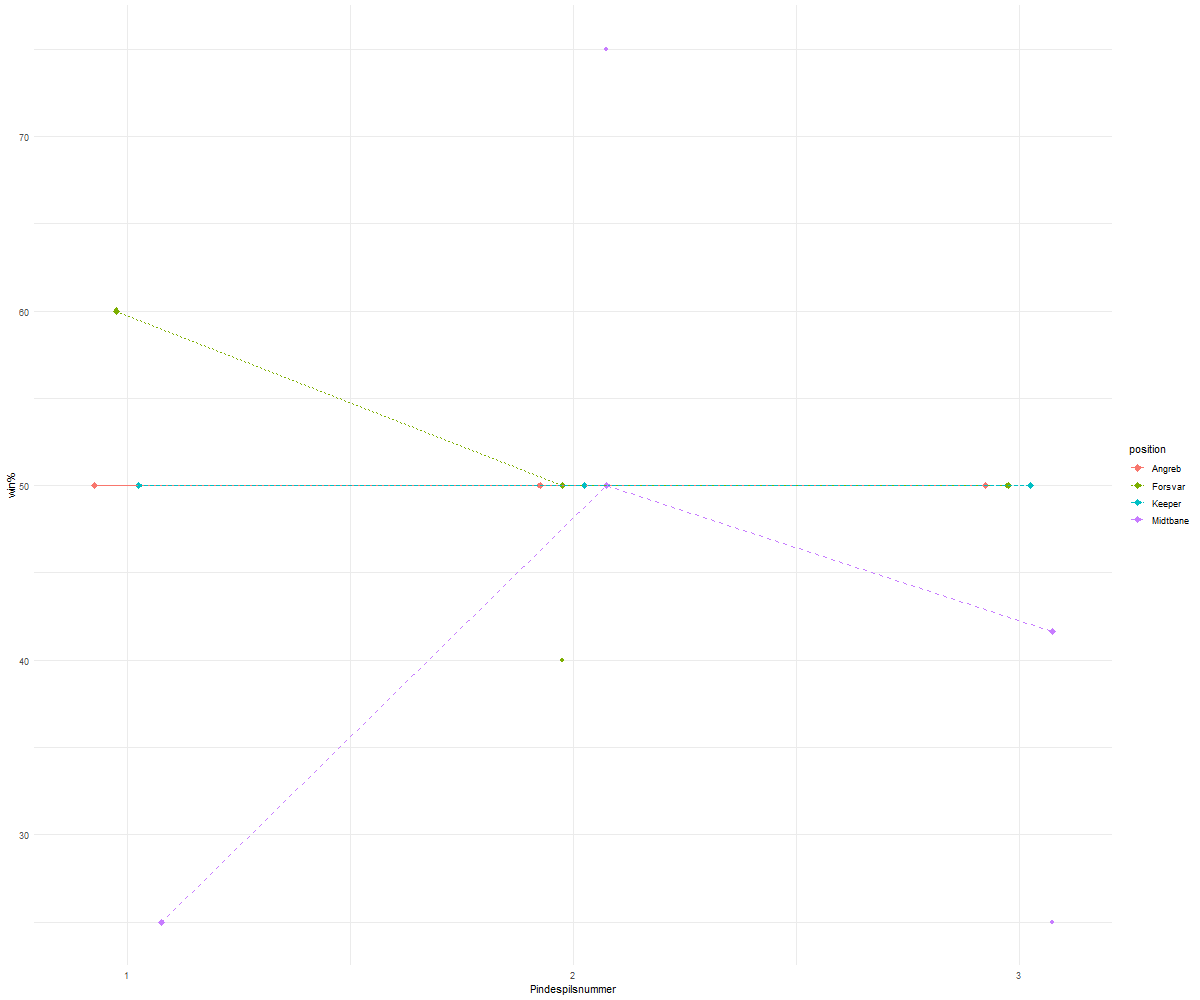 70
60
50
40
30
win%
1
2
3
Pindespilsnummer
position
Angreb
Forsvar
Keeper
Midtbane